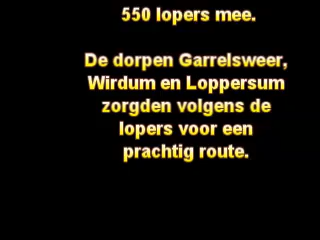 550 lopers mee.
De dorpen Garrelsweer,
Wirdum en Loppersum
zorgden volgens de
lopers voor een
prachtig route.